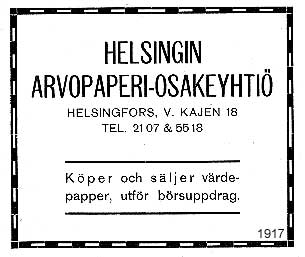 HELSINGIN
ARVOPAPERI-OSAKEYHTIÖ
HELSINGFORS, V. KAJEN 18
TEL. 2107 & 5518
Köper och säljer värde-
papper, utför börsuppdrag.
1917